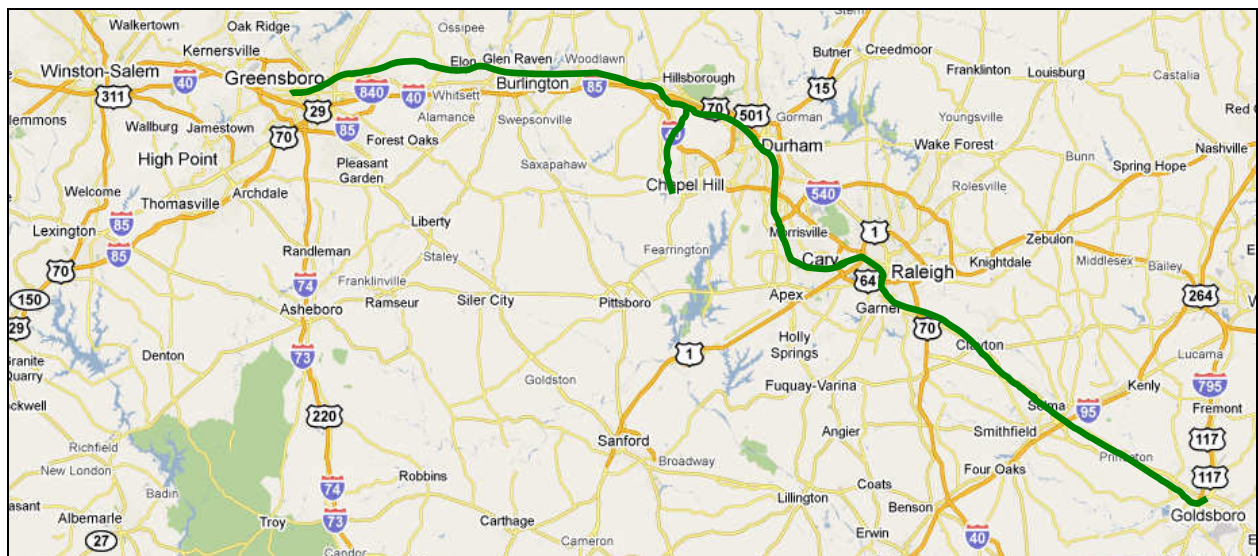 Walkertown
Oak Ridge
Ossipee
Butner
Creedmoor
Kernersville
Elon
Glen Raven
Woodlawn
Hillsborough
Franklinton
Louisburg
Castalia
Winston-Salem
40
Greensboro
840
40
Whitsett
Burlington
85
70
501
15
311
29
Alamance
Swepsonville
Gorman
Youngsville
Wallburg
Jamestown
70
85
Forest Oaks
Durham
Wake Forest
Nashville
High Point
Pleasant
Garden
Saxapahaw
Bunn
Spring Hope
Welcome
Archdale
Chapel Hill
540
Rolesville
85
Thomasville
Liberty
Morrisville
1
Zebulon
Lexington
85
Randleman
Staley
Fearrington
Cary
Raleigh
Knightdale
Middlesex
Bailey
70
74
Franklinville
64
150
Ramseur
Siler City
Pittsboro
Apex
Garner
264
29
Asheboro
70
Denton
73
1
Holly
Springs
Clayton
Lucama
Quarry
Goldston
Fuquay-Varina
Kenly
795
220
Selma
95
Fremont
Richfield
Sanford
Angier
Smithfield
117
New London
Broadway
Princeton
Badin
74
Robbins
Coats
Four Oaks
117
Albemarle
Troy
73
Carthage
Lillington
Benson
Goldsboro
27
Candor
Cameron
Erwin
40